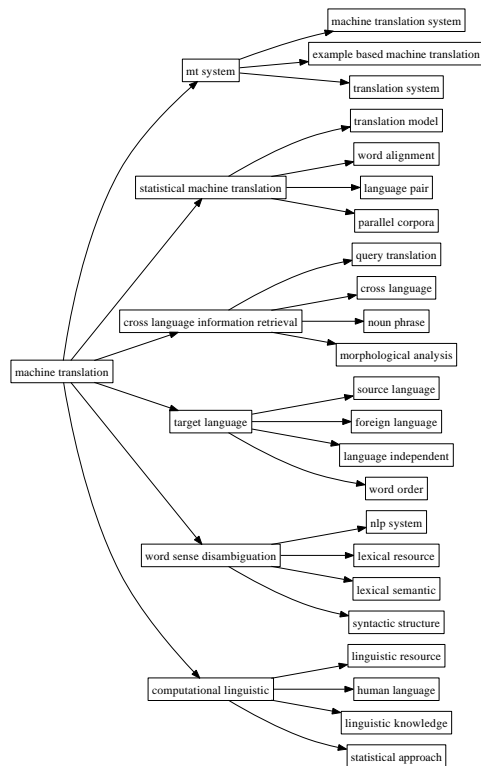 machine translation system
example based machine translation
mt system
translation system
translation model
word alignment
statistical machine translation
language pair
parallel corpora
query translation
cross language
cross language information retrieval
noun phrase
morphological analysis
machine translation
source language
target language
foreign language
language independent
word order
nlp system
word sense disambiguation
lexical resource
lexical semantic
syntactic structure
linguistic resource
computational linguistic
human language
linguistic knowledge
statistical approach